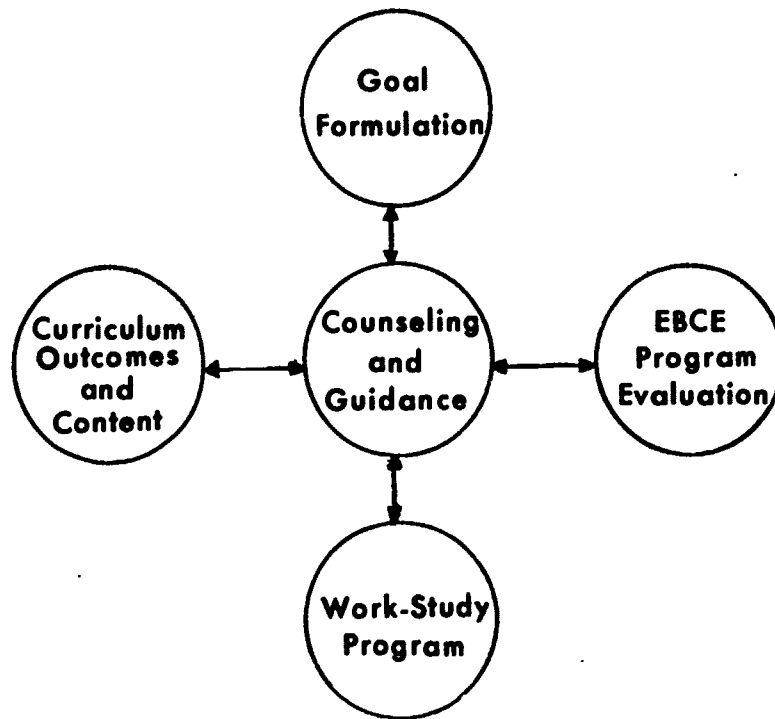 Goal
Formulation
Curriculum
Outcomes
and
Content
Counseling
and
Guidance
EBCE
Program
Evaluation
Work-Study
Program